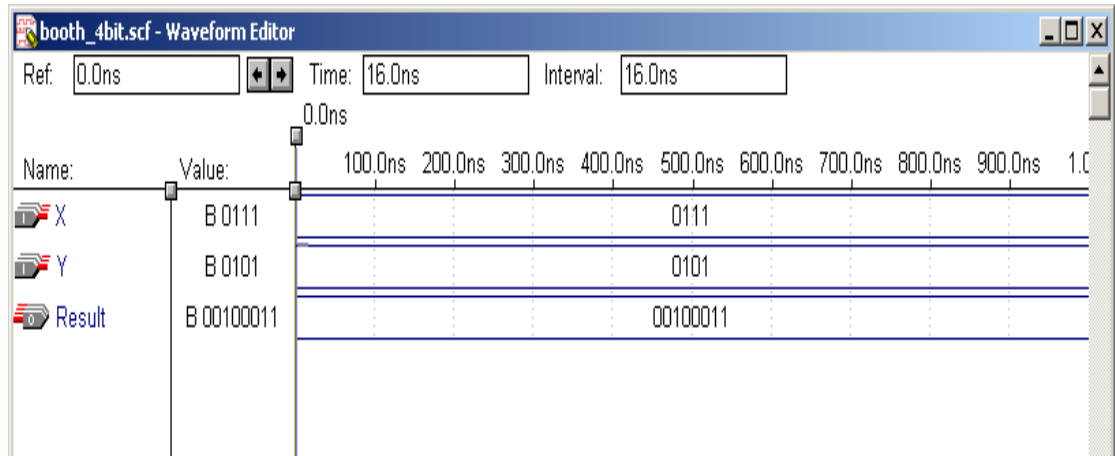 booth_4bit.scf - Waveform Editor
Ref: 0.0ns Time: 16.0ns Interval: 16.0ns
0.0ns
Name: Value: 100.0ns 200.0ns 300.0ns 400.0ns 500.0ns 600.0ns 700.0ns 800.0ns 900.0ns 1.0
X B 0111 0111
Y B 0101 0101
Result B 00100011 00100011